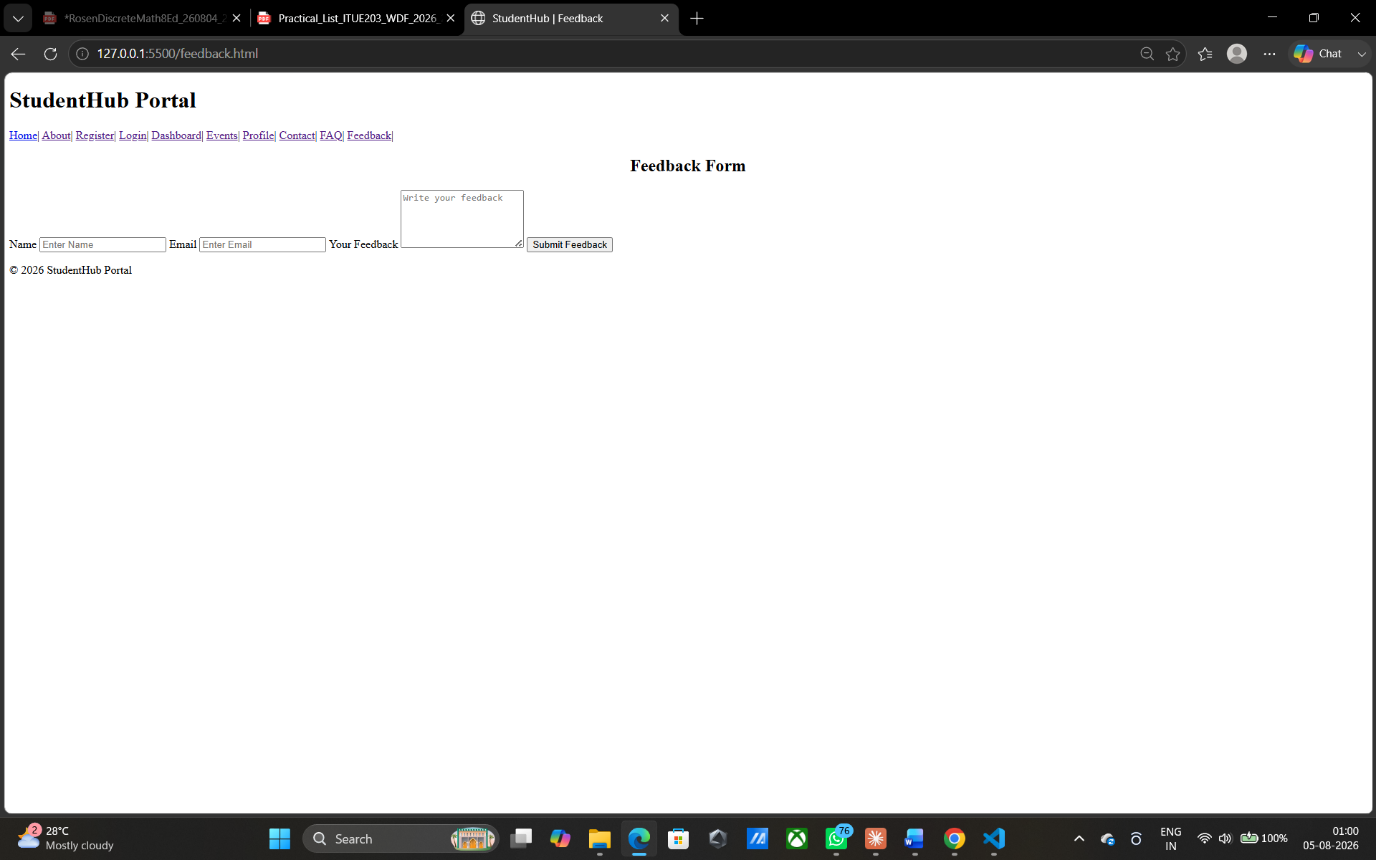 *RosenDiscreteMath8Ed_260804_2
Practical_List_ITUE203_WDF_2026_
StudentHub | Feedback
127.0.0.1:5500/feedback.html
Chat
StudentHub Portal
Home| About| Register| Login| Dashboard| Events| Profile| Contact| FAQ| Feedback|
Feedback Form
Write your feedback
Name Enter Name Email Enter Email Your Feedback Submit Feedback
© 2026 StudentHub Portal
2
28°C
Mostly cloudy
Search
76
ENG
IN
100%
01:00
05-08-2026